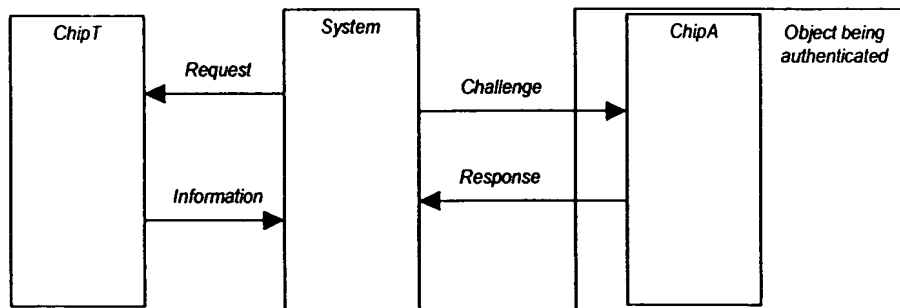 ChipT
System
ChipA
Object being
authenticated
Request
Challenge
Information
Response